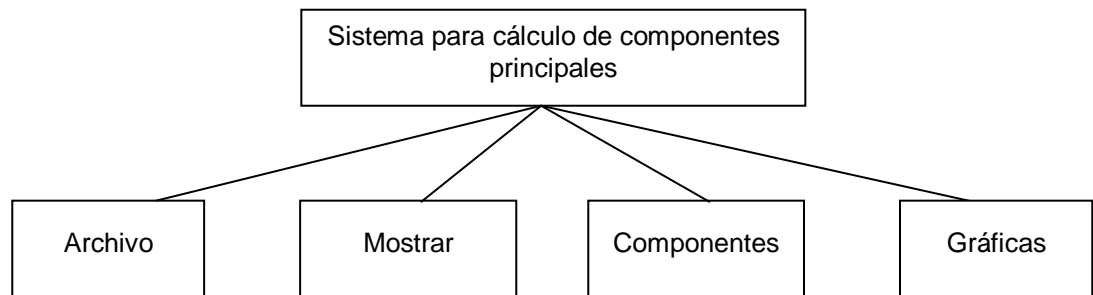 Sistema para cálculo de componentes
principales
Archivo
Mostrar
Componentes
Gráficas